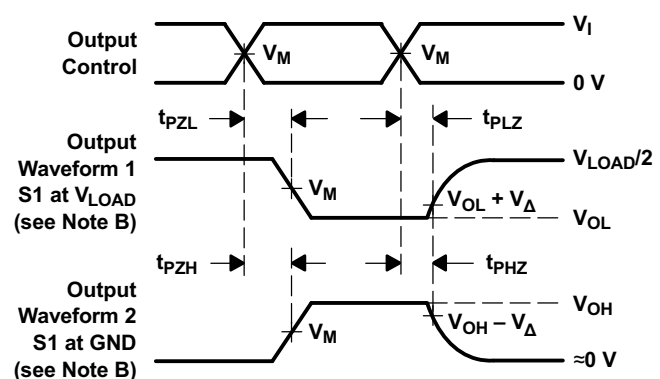 Output
Control
V_M
V_M
V_I
0 V
t_PZL
t_PLZ
Output
Waveform 1
S1 at V_LOAD
(see Note B)
V_M
V_LOAD/2
V_OL + V_Δ
V_OL
t_PZH
t_PHZ
Output
Waveform 2
S1 at GND
(see Note B)
V_M
V_OH
V_OH – V_Δ
≈0 V